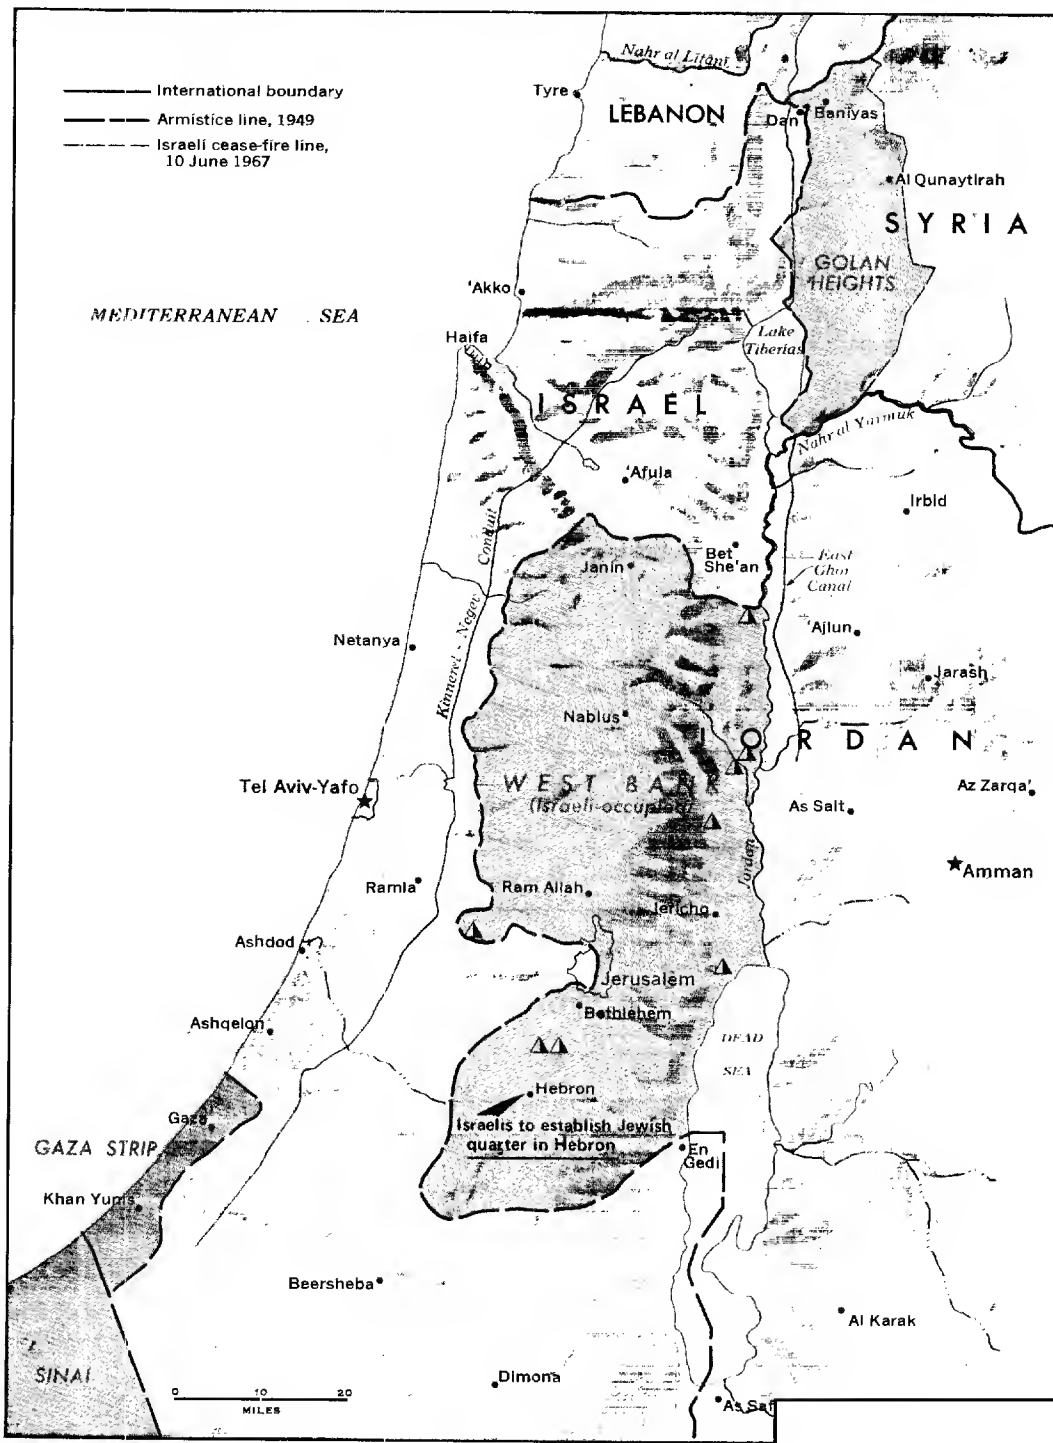 International boundary
Armistice line, 1949
Israeli cease-fire line,
10 June 1967
Nahr al Lītānī
Tyre
LEBANON
Dan
Baniyas
Al Qunaytirah
SYRIA
GOLAN
HEIGHTS
'Akko
MEDITERRANEAN SEA
Haifa
Lake
Tiberias
ISRAEL
Nahr al Yarmuk
'Afula
Irbid
Conduit
Bet
She'an
Janin
East
Ghor
Canal
'Ajlun
Netanya
Kinneret - Negev
Jarash
Nablus
JORDAN
WEST BANK
(Israeli-occupied)
Tel Aviv-Yafo
Az Zarqa'
As Salt
Jordan
Amman
Ramla
Ram Allah
Jericho
Ashdod
Jerusalem
Bethlehem
Ashqelon
DEAD
SEA
Hebron
Israelis to establish Jewish
quarter in Hebron
Gaza
GAZA STRIP
En
Gedi
Khan Yunis
Beersheba
Al Karak
SINAI
Dimona
0 10 20
MILES
As Saf